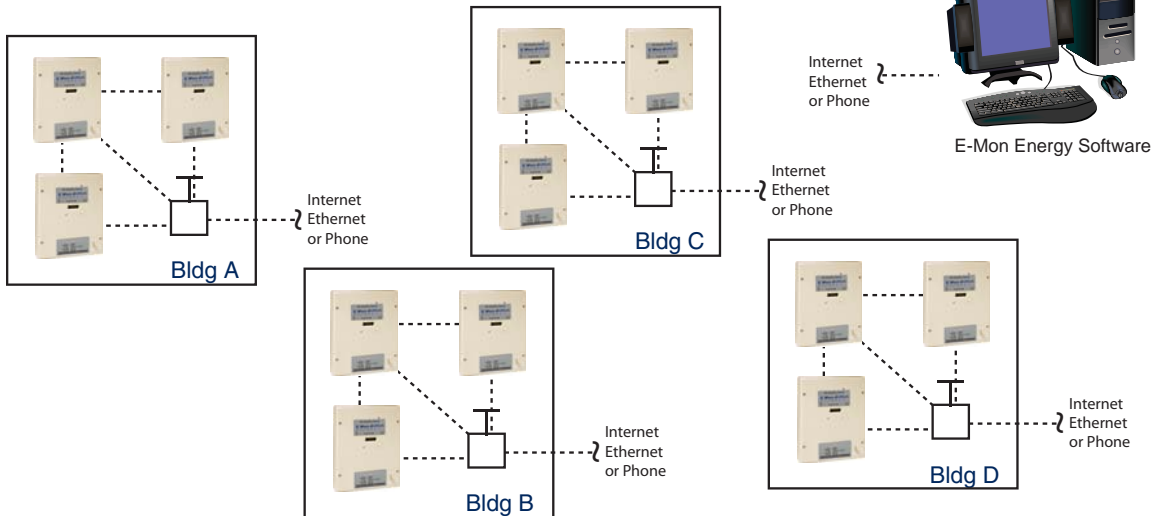 Internet
Ethernet
or Phone
E-Mon Energy Software
Internet
Ethernet
or Phone
Bldg A
Internet
Ethernet
or Phone
Bldg C
Internet
Ethernet
or Phone
Bldg B
Internet
Ethernet
or Phone
Bldg D